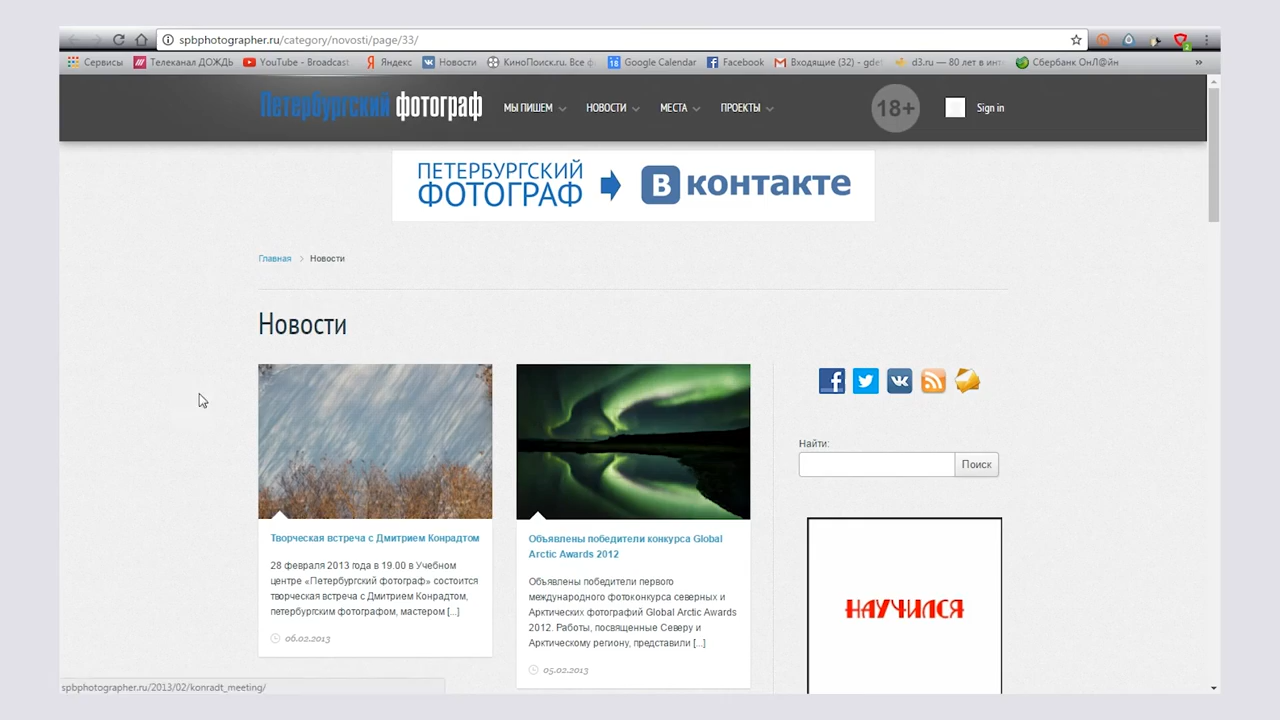 spbphotographer.ru/category/novosti/page/33/
Сервисы Телеканал ДОЖДЬ YouTube - Broadcast Яндекс Новости КиноПоиск.ru. Все Google Calendar Facebook Входящие (32) - gde d3.ru — 80 лет в инте Сбербанк ОнЛ@йн »
Петербургский фотограф МЫ ПИШЕМ НОВОСТИ МЕСТА ПРОЕКТЫ 18+ Sign in
ПЕТЕРБУРГСКИЙ
ФОТОГРАФ
В контакте
Главная > Новости
Новости
Творческая встреча с Дмитрием Конрадтом
28 февраля 2013 года в 19.00 в Учебном
центре «Петербургский фотограф» состоится
творческая встреча с Дмитрием Конрадтом,
петербургским фотографом, мастером [...]
06.02.2013
Объявлены победители конкурса Global
Arctic Awards 2012
Объявлены победители первого
международного фотоконкурса северных и
Арктических фотографий Global Arctic Awards
2012. Работы, посвященные Северу и
Арктическому региону, представили [...]
05.02.2013
Найти:
Поиск
НАУЧИЛСЯ
spbphotographer.ru/2013/02/konradt_meeting/